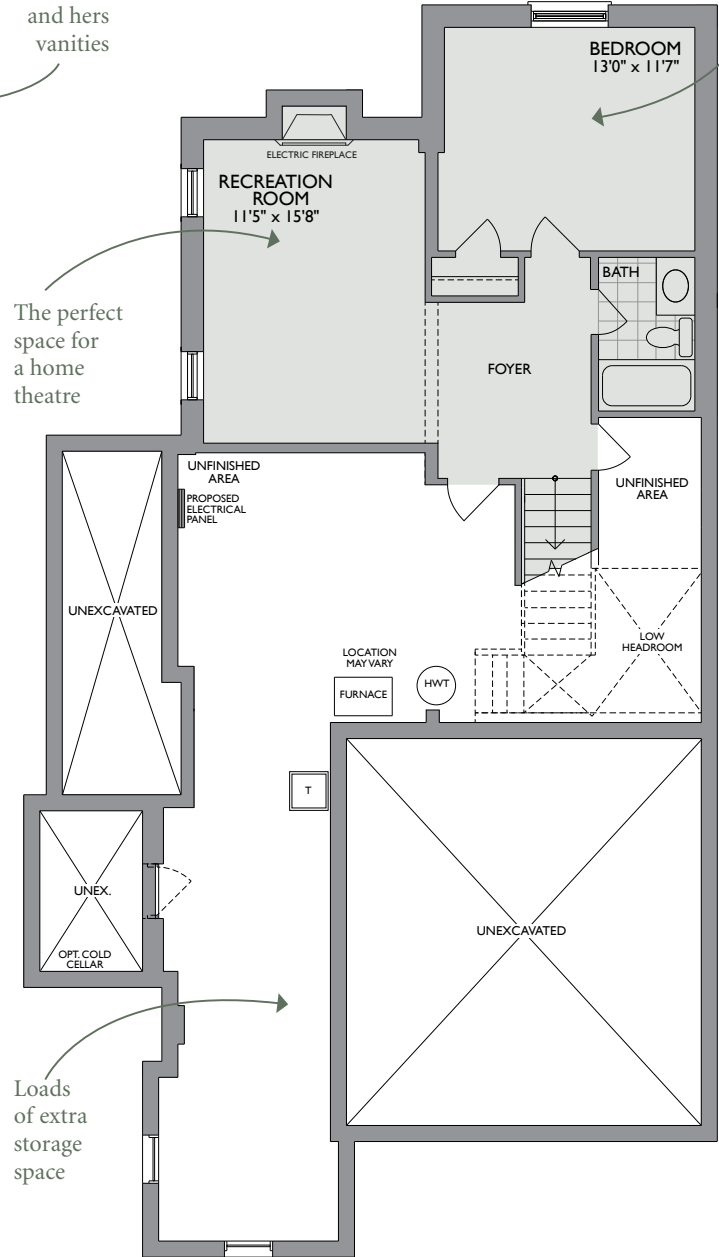 and hers
vanities
BEDROOM
13'0" x 11'7"
ELECTRIC FIREPLACE
RECREATION
ROOM
11'5" x 15'8"
BATH
The perfect
space for
a home
theatre
FOYER
UNFINISHED
AREA
PROPOSED
ELECTRICAL
PANEL
UNFINISHED
AREA
UNEXCAVATED
LOW
HEADROOM
LOCATION
MAY VARY
FURNACE
HWT
T
UNEX.
OPT. COLD
CELLAR
UNEXCAVATED
Loads
of extra
storage
space